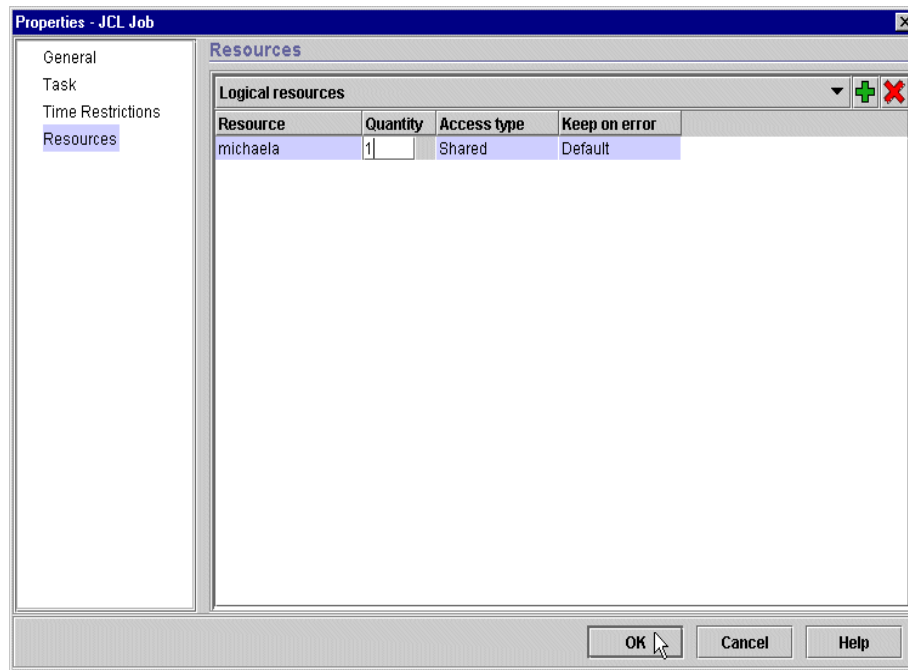 Properties - JCL Job
General
Task
Time Restrictions
Resources
Resources
Logical resources
Resource Quantity Access type Keep on error
michaela 1 Shared Default
OK Cancel Help